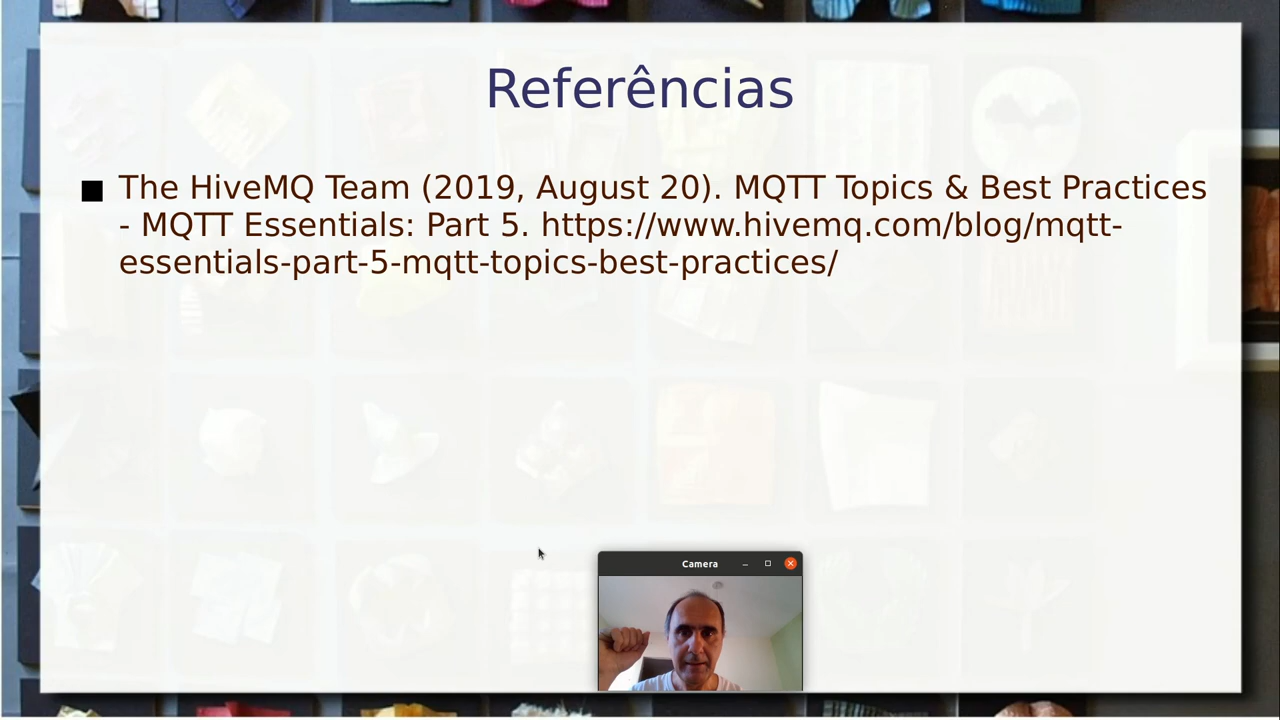 Referências
■ The HiveMQ Team (2019, August 20). MQTT Topics & Best Practices
- MQTT Essentials: Part 5. https://www.hivemq.com/blog/mqtt-
essentials-part-5-mqtt-topics-best-practices/
Camera